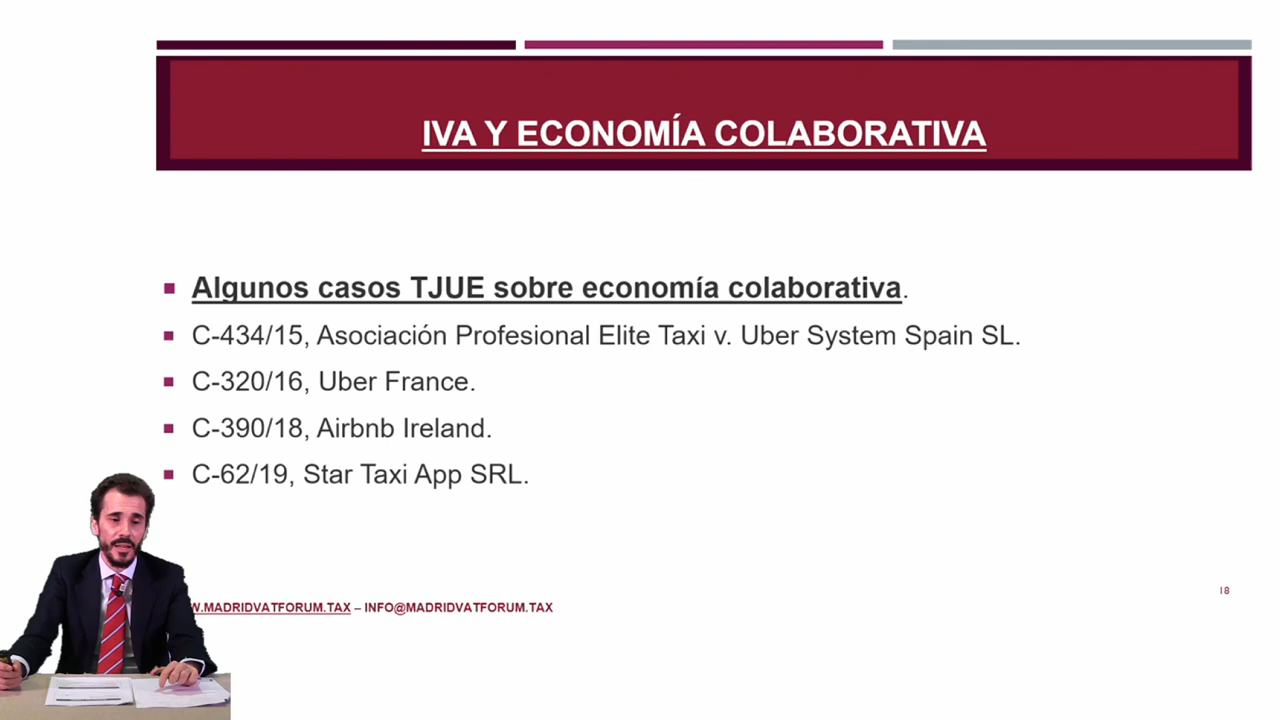 IVA Y ECONOMÍA COLABORATIVA
Algunos casos TJUE sobre economía colaborativa.
C-434/15, Asociación Profesional Elite Taxi v. Uber System Spain SL.
C-320/16, Uber France.
C-390/18, Airbnb Ireland.
C-62/19, Star Taxi App SRL.
18
W.MADRIDVATFORUM.TAX – INFO@MADRIDVATFORUM.TAX